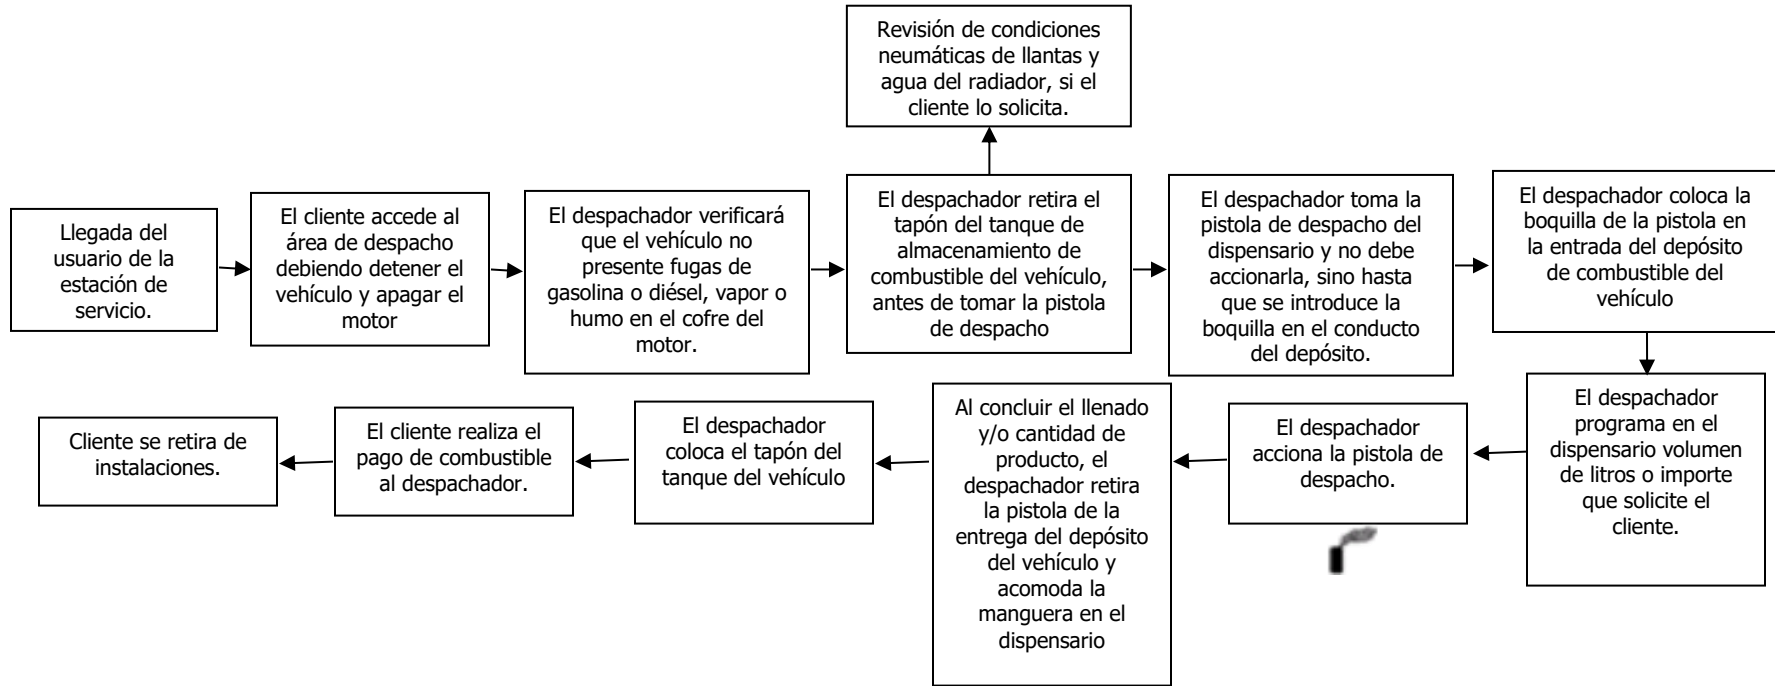 Revisión de condiciones
neumáticas de llantas y
agua del radiador, si el
cliente lo solicita.
Llegada del
usuario de la
estación de
servicio.
El cliente accede al
área de despacho
debiendo detener el
vehículo y apagar el
motor
El despachador verificará
que el vehículo no
presente fugas de
gasolina o diésel, vapor o
humo en el cofre del
motor.
El despachador retira el
tapón del tanque de
almacenamiento de
combustible del vehículo,
antes de tomar la pistola
de despacho
El despachador toma la
pistola de despacho del
dispensario y no debe
accionarla, sino hasta
que se introduce la
boquilla en el conducto
del depósito.
El despachador coloca la
boquilla de la pistola en
la entrada del depósito
de combustible del
vehículo
El despachador
programa en el
dispensario volumen
de litros o importe
que solicite el
cliente.
El despachador
acciona la pistola de
despacho.
Al concluir el llenado
y/o cantidad de
producto, el
despachador retira
la pistola de la
entrega del depósito
del vehículo y
acomoda la
manguera en el
dispensario
El despachador
coloca el tapón del
tanque del vehículo
El cliente realiza el
pago de combustible
al despachador.
Cliente se retira de
instalaciones.